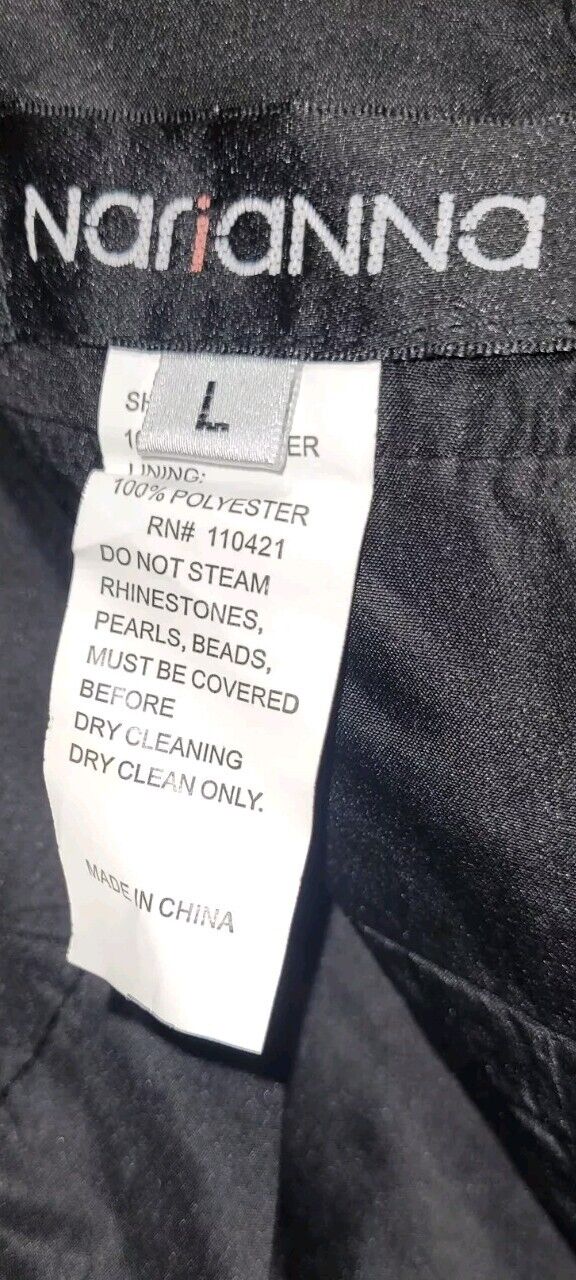 NariaNNa
L
LINING:
100% POLYESTER
RN# 110421
DO NOT STEAM
RHINESTONES,
PEARLS, BEADS,
MUST BE COVERED
BEFORE
DRY CLEANING
DRY CLEAN ONLY.
MADE IN CHINA